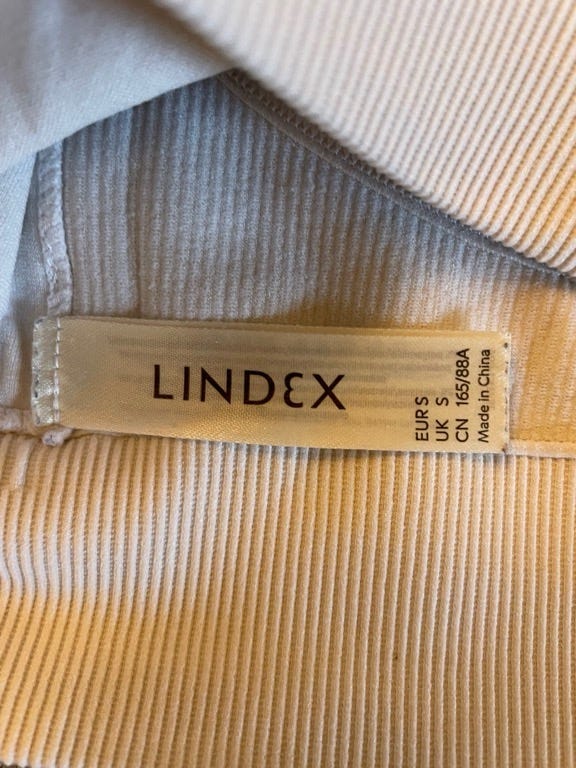 LINDEX
EUR S
UK S
CN 165/88A
Made in China